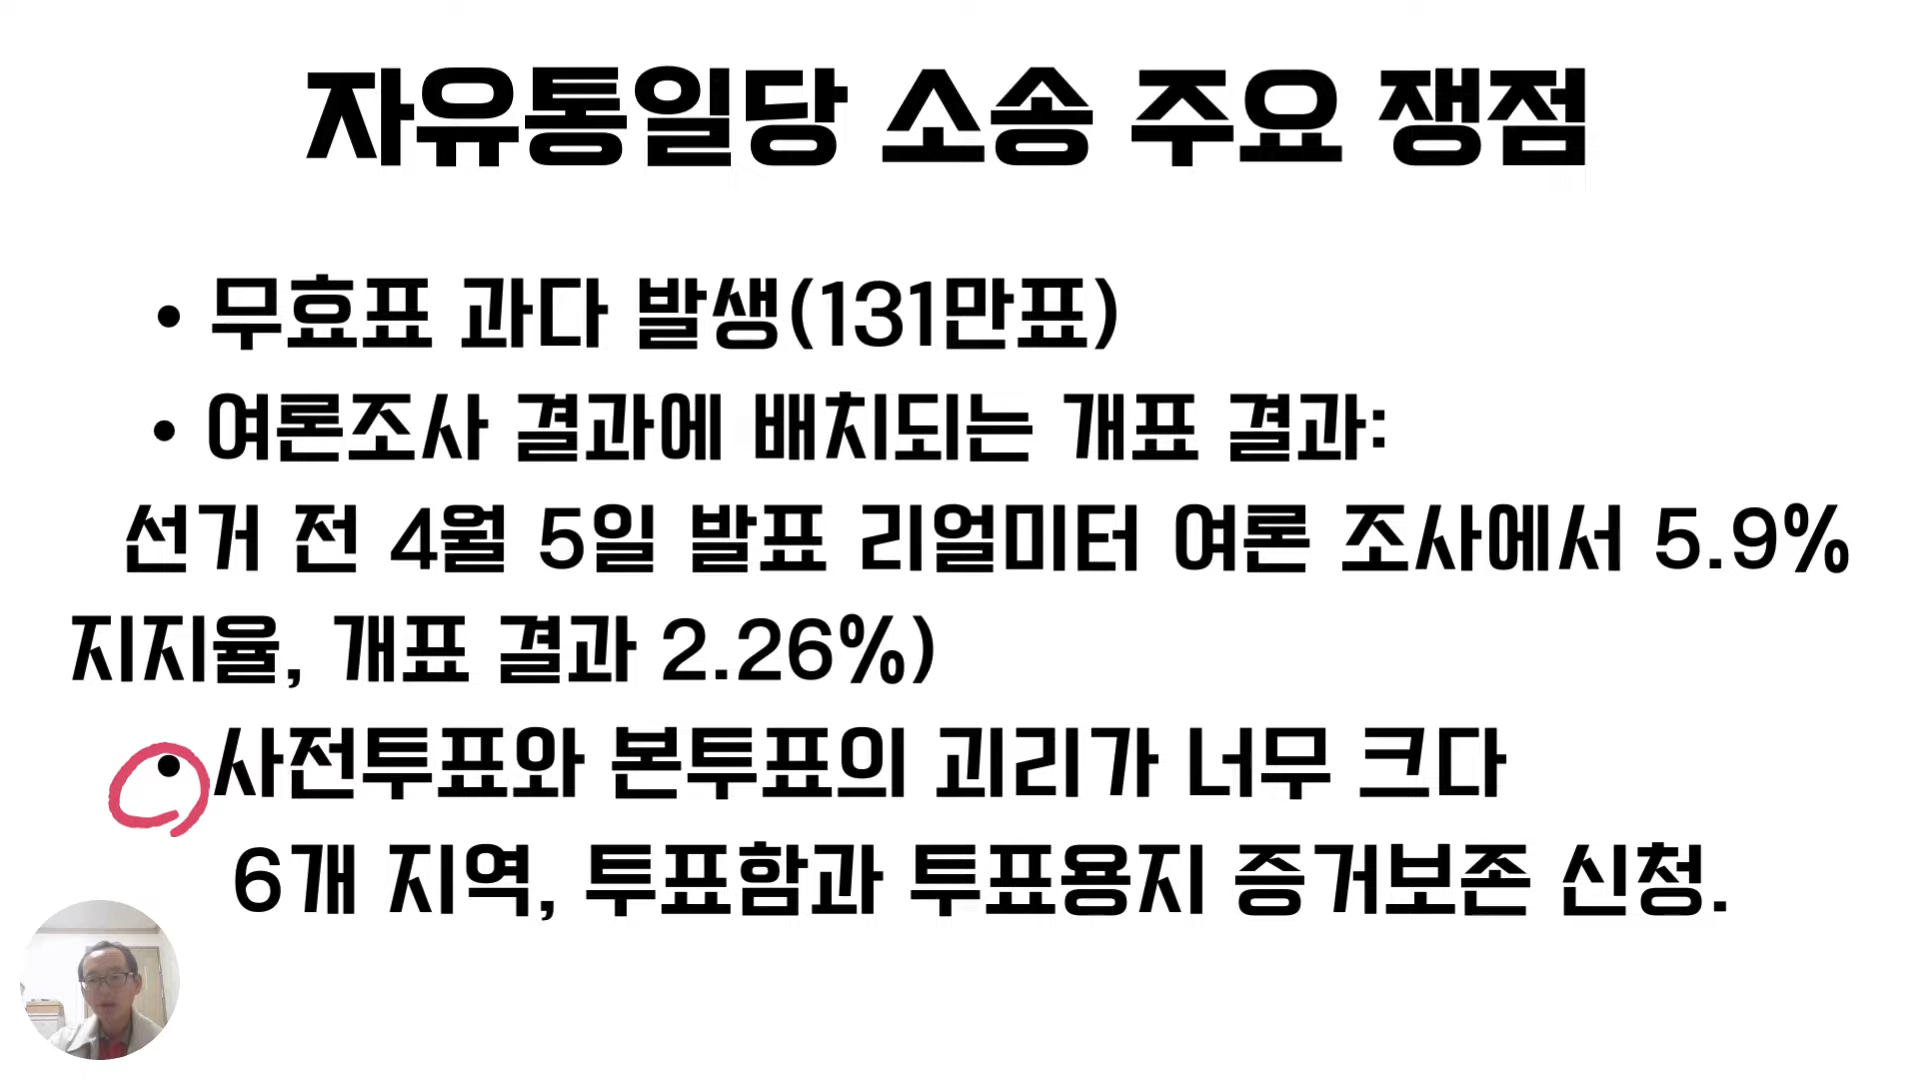 자유통일당 소송 주요 쟁점
• 무효표 과다 발생(131만표)
• 여론조사 결과에 배치되는 개표 결과:
선거 전 4월 5일 발표 리얼미터 여론 조사에서 5.9%
지지율, 개표 결과 2.26%)
• 사전투표와 본투표의 괴리가 너무 크다
6개 지역, 투표함과 투표용지 증거보존 신청.